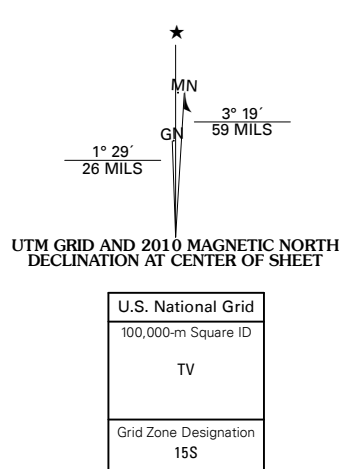 ★
MN
3° 19´
59 MILS
GN
1° 29´
26 MILS
UTM GRID AND 2010 MAGNETIC NORTH
DECLINATION AT CENTER OF SHEET
U.S. National Grid
100,000-m Square ID
TV
Grid Zone Designation
15S